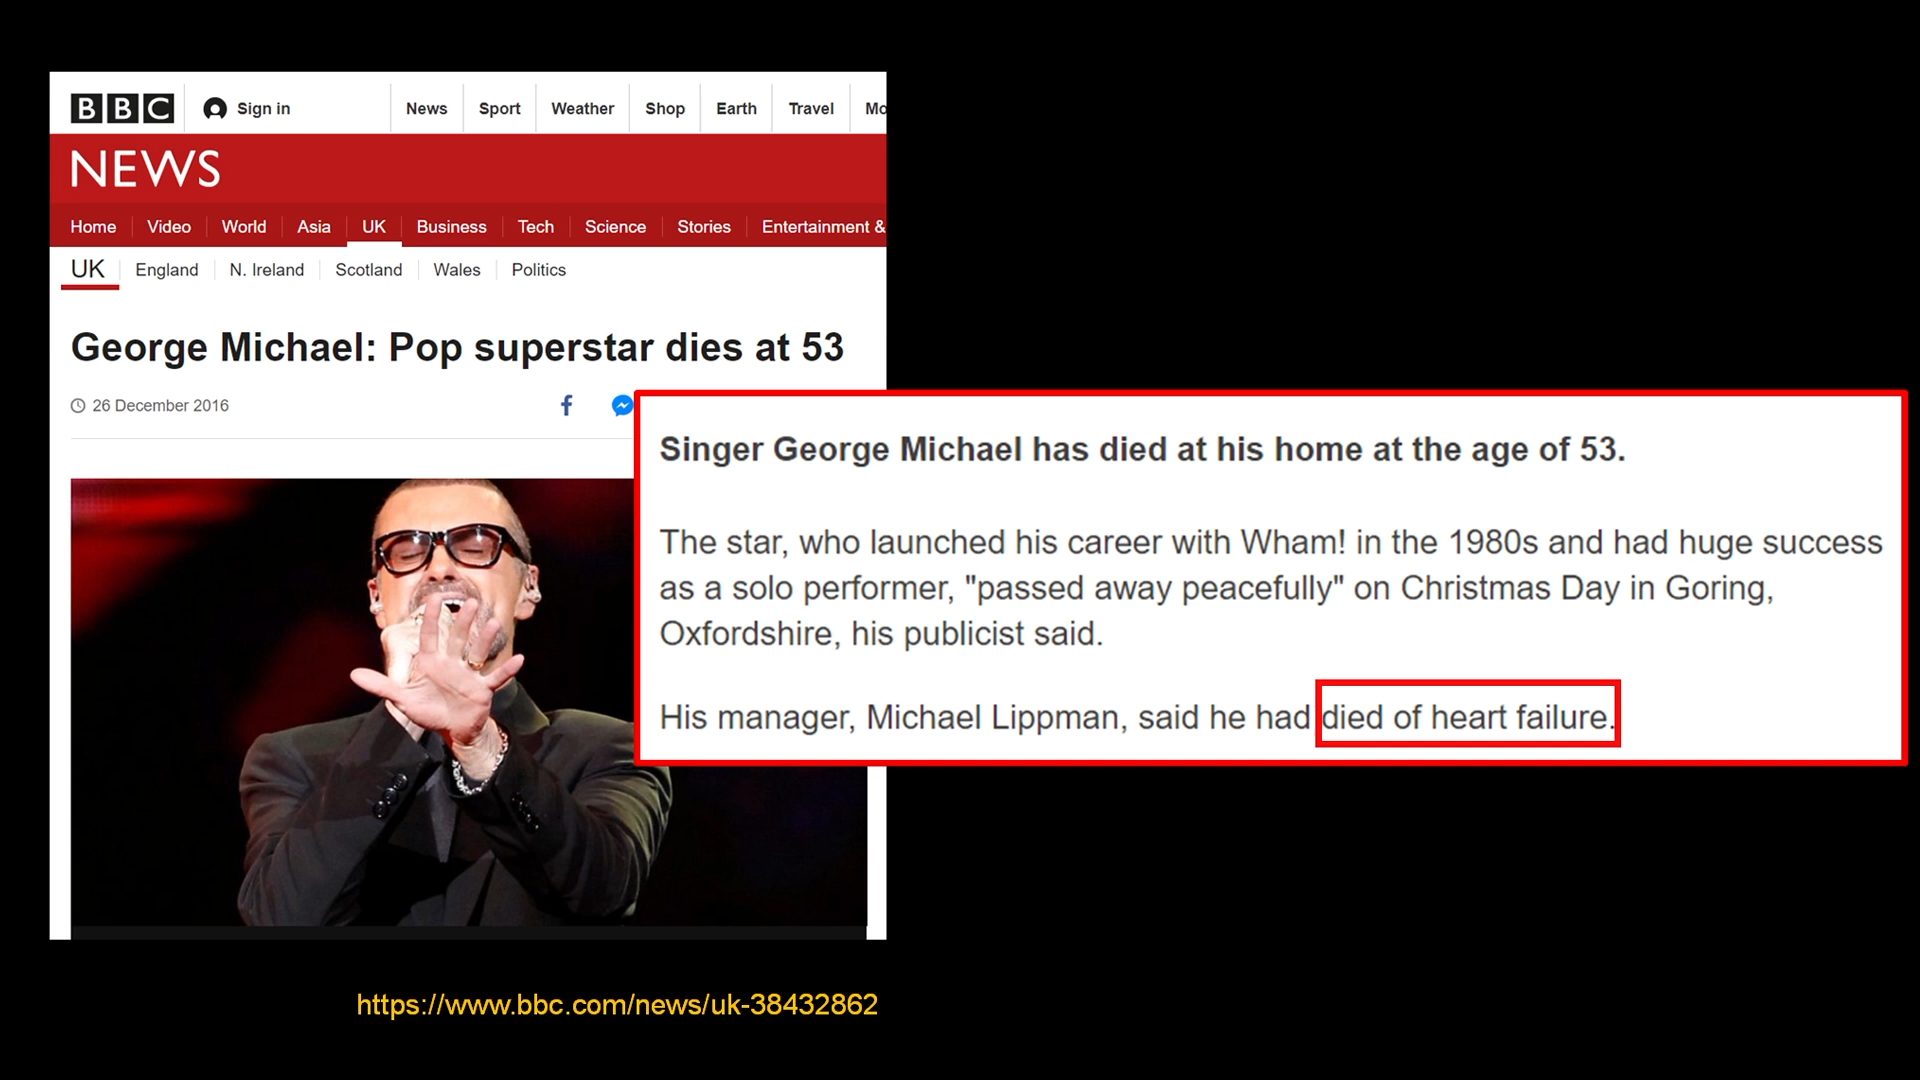 BBC Sign in News Sport Weather Shop Earth Travel Mo
NEWS
Home Video World Asia UK Business Tech Science Stories Entertainment &
UK England N. Ireland Scotland Wales Politics
George Michael: Pop superstar dies at 53
26 December 2016
Singer George Michael has died at his home at the age of 53.
The star, who launched his career with Wham! in the 1980s and had huge success
as a solo performer, "passed away peacefully" on Christmas Day in Goring,
Oxfordshire, his publicist said.
His manager, Michael Lippman, said he had died of heart failure.
https://www.bbc.com/news/uk-38432862